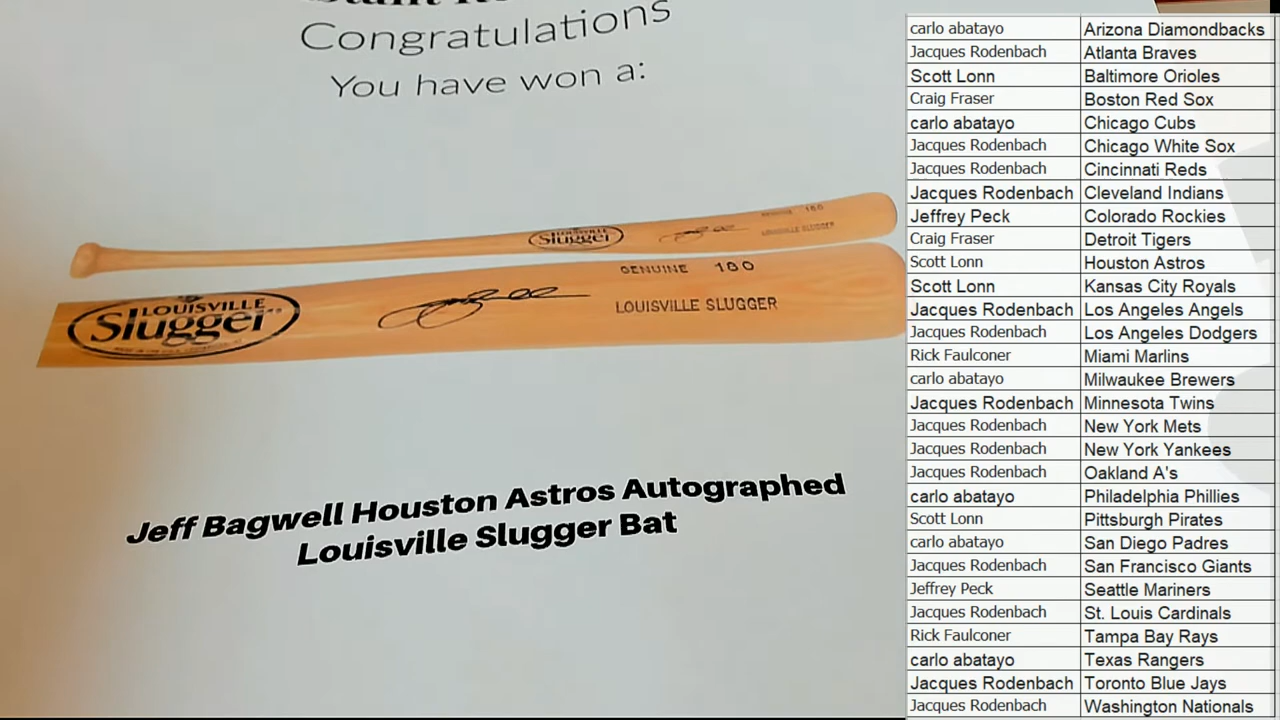 Congratulations
You have won a:
LOUISVILLE
Slugger
GENUINE 180
LOUISVILLE SLUGGER
LOUISVILLE
Slugger
GENUINE 180
LOUISVILLE SLUGGER
Jeff Bagwell Houston Astros Autographed
Louisville Slugger Bat
carlo abatayo Arizona Diamondbacks
Jacques Rodenbach Atlanta Braves
Scott Lonn Baltimore Orioles
Craig Fraser Boston Red Sox
carlo abatayo Chicago Cubs
Jacques Rodenbach Chicago White Sox
Jacques Rodenbach Cincinnati Reds
Jacques Rodenbach Cleveland Indians
Jeffrey Peck Colorado Rockies
Craig Fraser Detroit Tigers
Scott Lonn Houston Astros
Scott Lonn Kansas City Royals
Jacques Rodenbach Los Angeles Angels
Jacques Rodenbach Los Angeles Dodgers
Rick Faulconer Miami Marlins
carlo abatayo Milwaukee Brewers
Jacques Rodenbach Minnesota Twins
Jacques Rodenbach New York Mets
Jacques Rodenbach New York Yankees
Jacques Rodenbach Oakland A's
carlo abatayo Philadelphia Phillies
Scott Lonn Pittsburgh Pirates
carlo abatayo San Diego Padres
Jacques Rodenbach San Francisco Giants
Jeffrey Peck Seattle Mariners
Jacques Rodenbach St. Louis Cardinals
Rick Faulconer Tampa Bay Rays
carlo abatayo Texas Rangers
Jacques Rodenbach Toronto Blue Jays
Jacques Rodenbach Washington Nationals